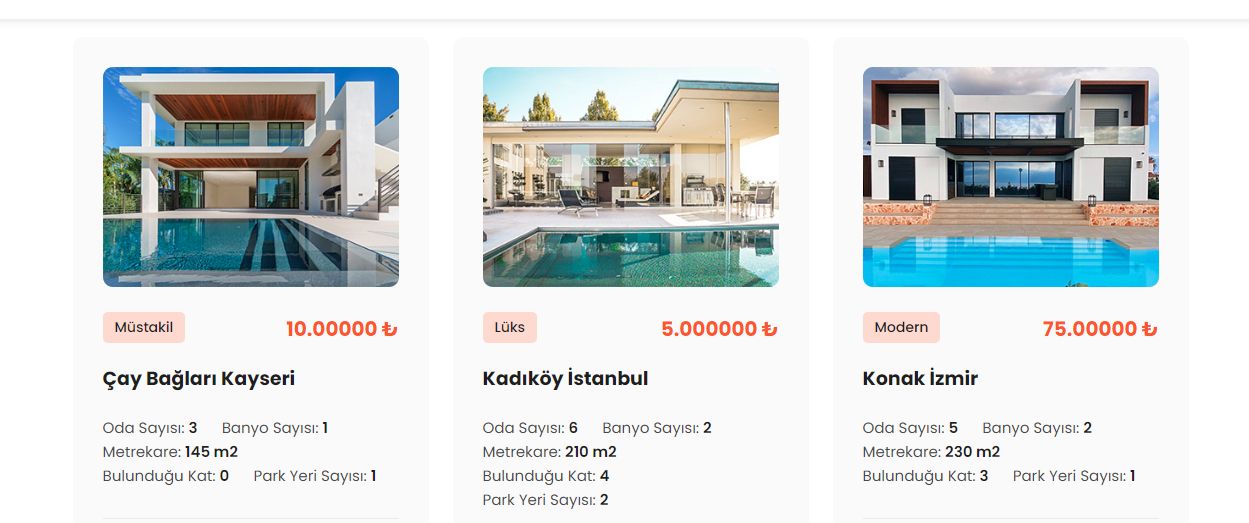 Müstakil
10.00000 ₺
Çay Bağları Kayseri
Oda Sayısı: 3 Banyo Sayısı: 1
Metrekare: 145 m2
Bulunduğu Kat: 0 Park Yeri Sayısı: 1
Lüks
5.000000 ₺
Kadıköy İstanbul
Oda Sayısı: 6 Banyo Sayısı: 2
Metrekare: 210 m2
Bulunduğu Kat: 4
Park Yeri Sayısı: 2
Modern
75.00000 ₺
Konak İzmir
Oda Sayısı: 5 Banyo Sayısı: 2
Metrekare: 230 m2
Bulunduğu Kat: 3 Park Yeri Sayısı: 1